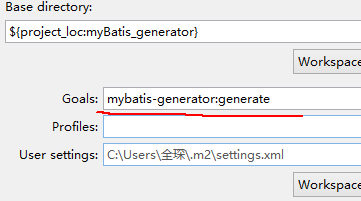 Base directory:
${project_loc:myBatis_generator}
Workspace
Goals: mybatis-generator:generate
Profiles:
User settings: C:\Users\全琛\.m2\settings.xml
Workspace